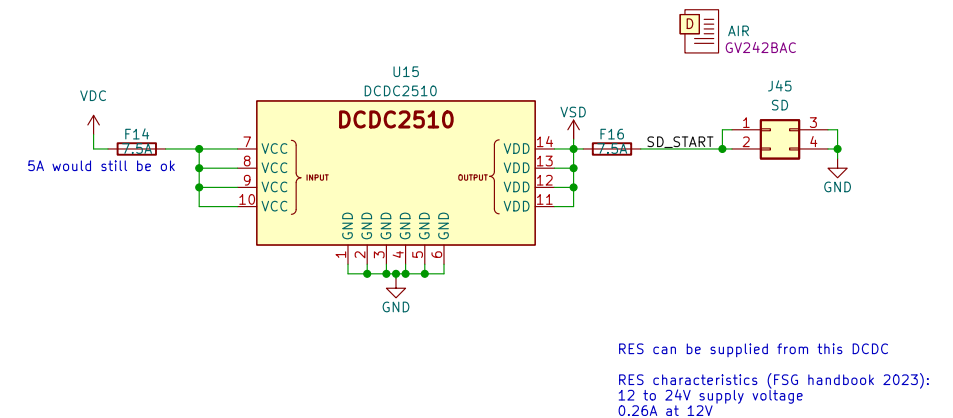 D
AIR
GV242BAC
U15
DCDC2510
J45
SD
VDC
DCDC2510
VSD
F14
7.5A
5A would still be ok
F16
7.5A
SD_START
7 VCC
8 VCC
9 VCC
10 VCC
INPUT
OUTPUT
VDD 14
VDD 13
VDD 12
VDD 11
1 3
2 4
GND
GND GND GND GND GND GND
1 2 3 4 5 6
GND
RES can be supplied from this DCDC
RES characteristics (FSG handbook 2023):
12 to 24V supply voltage
0.26A at 12V